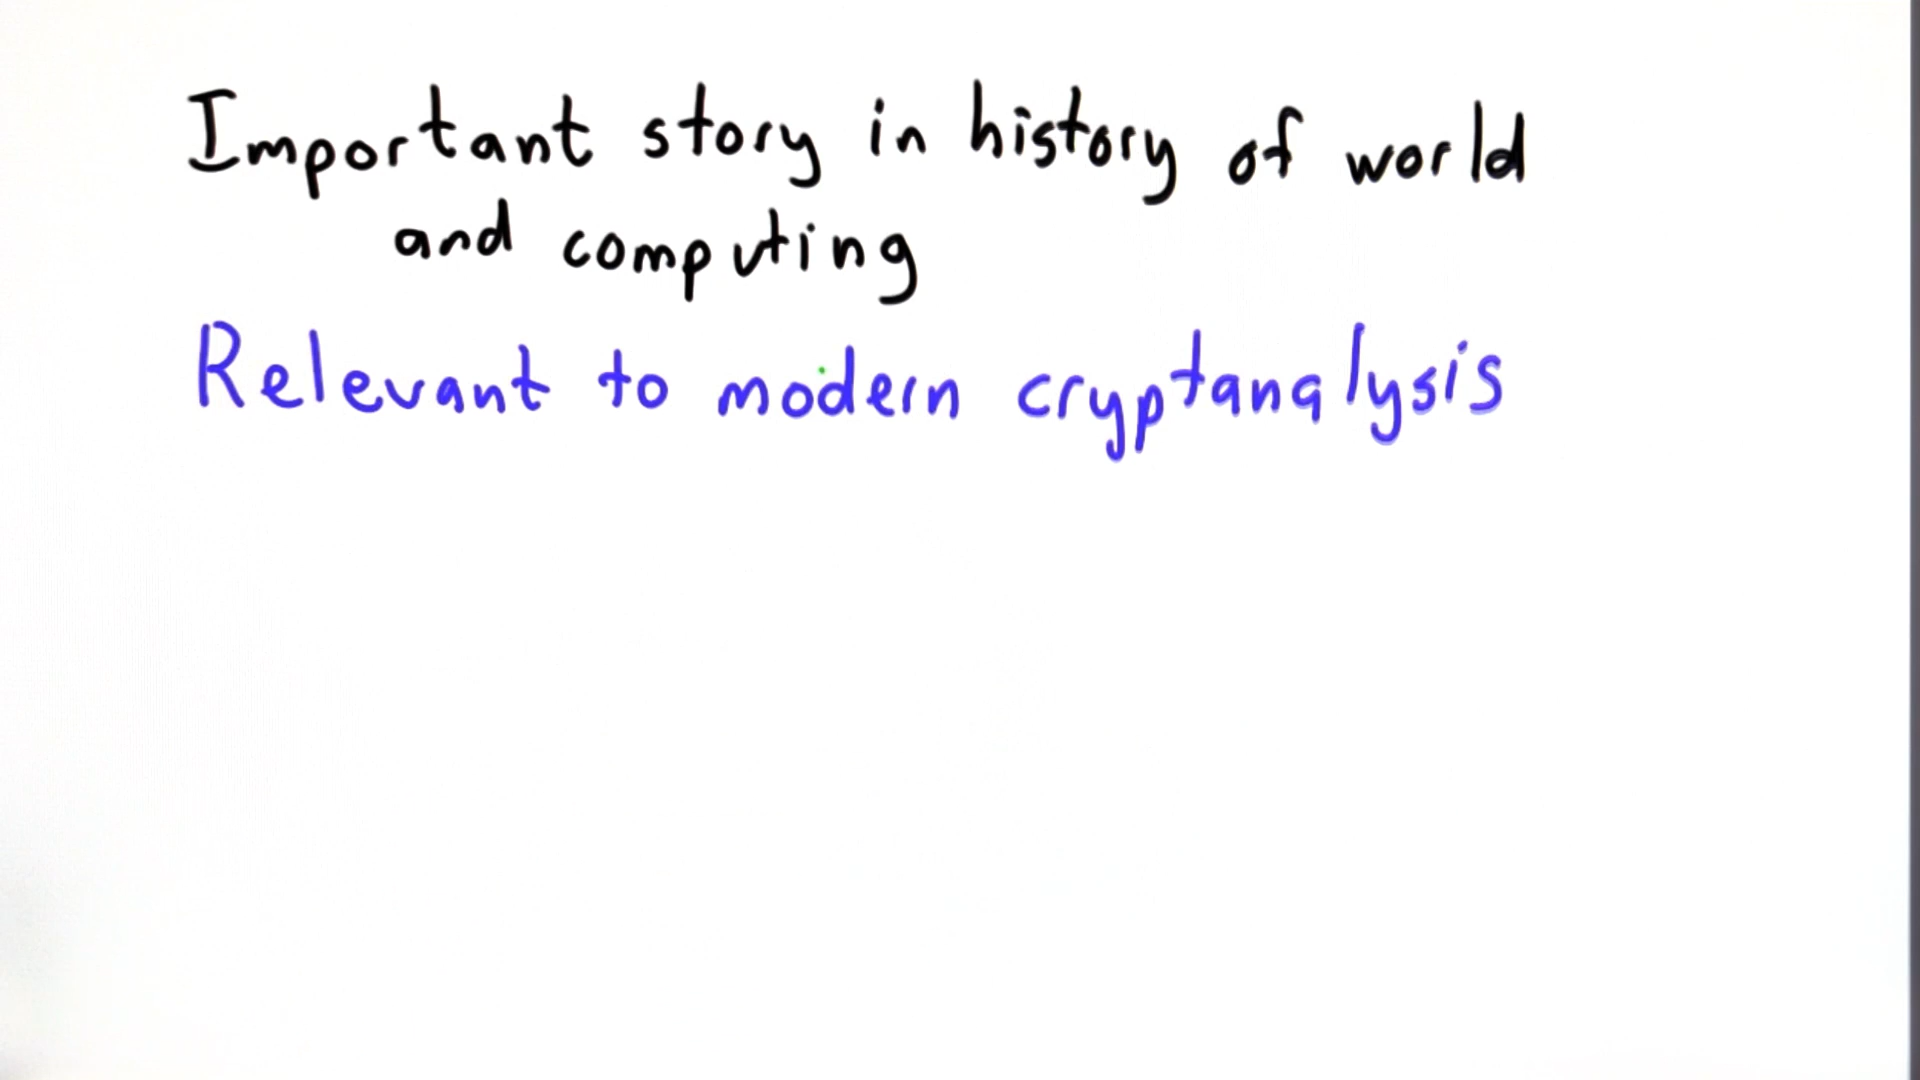 Important story in history of world
and computing
Relevant to modern cryptanalysis